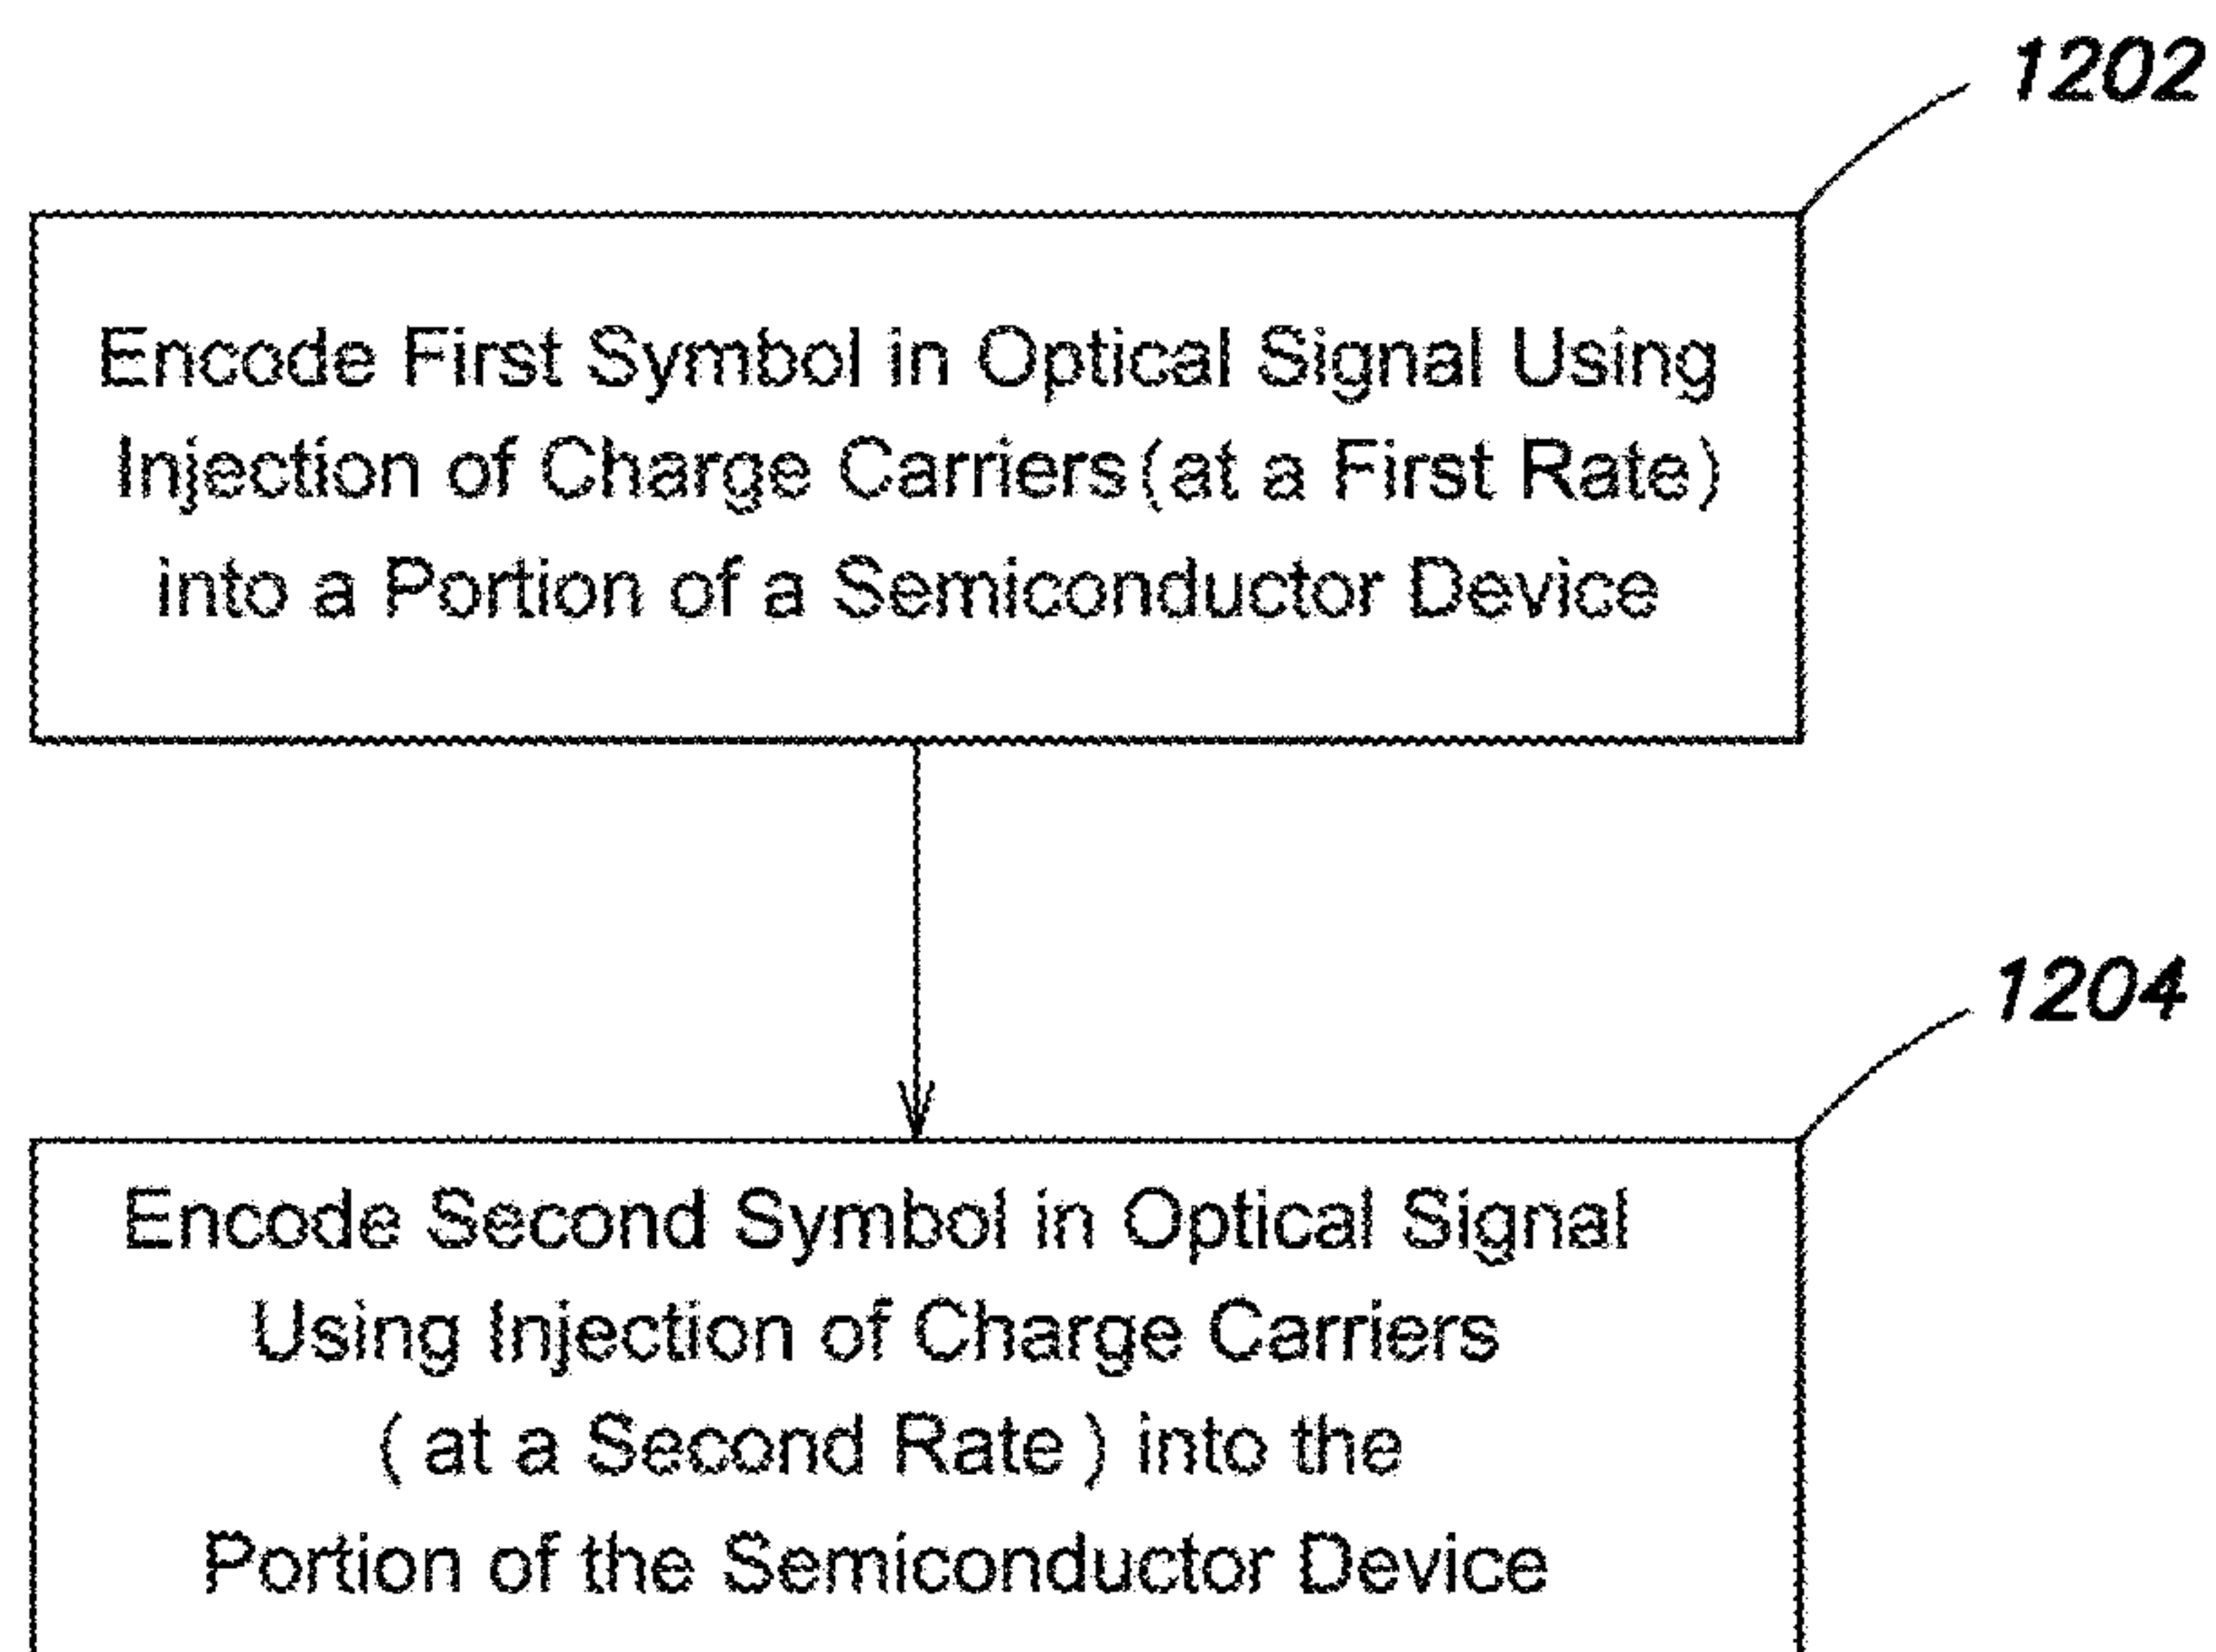 1202
Encode First Symbol in Optical Signal Using
Injection of Charge Carriers (at a First Rate)
into a Portion of a Semiconductor Device
1204
Encode Second Symbol in Optical Signal
Using Injection of Charge Carriers
( at a Second Rate ) into the
Portion of the Semiconductor Device